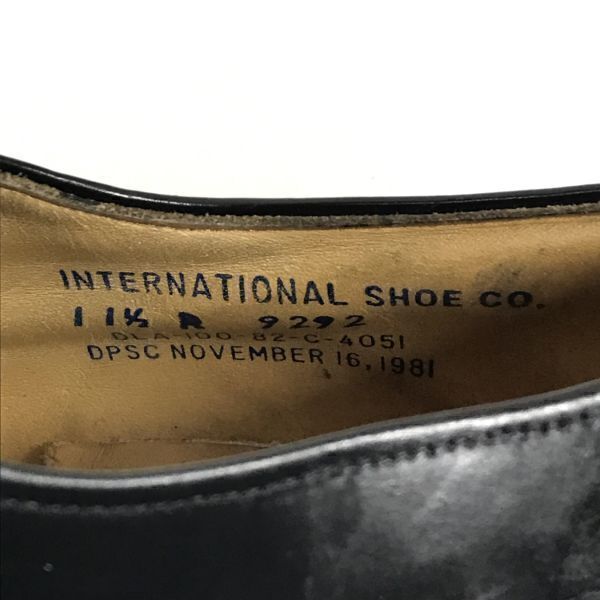 INTERNATIONAL SHOE CO.
11½ R 9292
DLA-100-82-C-4051
DPSC NOVEMBER 16, 1981